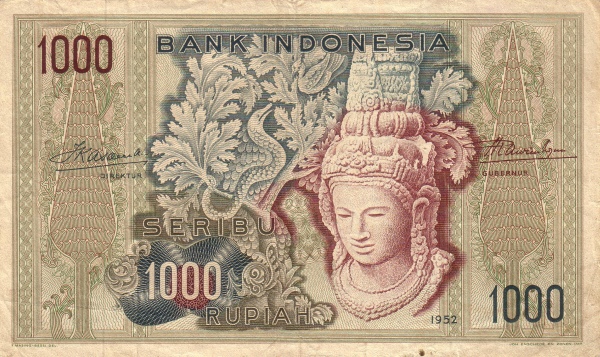 BANK INDONESIA
1000
DIREKTUR
GUBERNUR
SERIBU
1000
RUPIAH
1952
1000